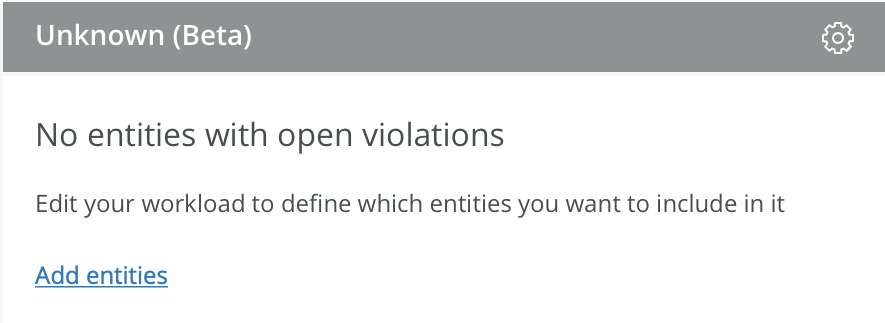 Unknown (Beta)
No entities with open violations
Edit your workload to define which entities you want to include in it
Add entities